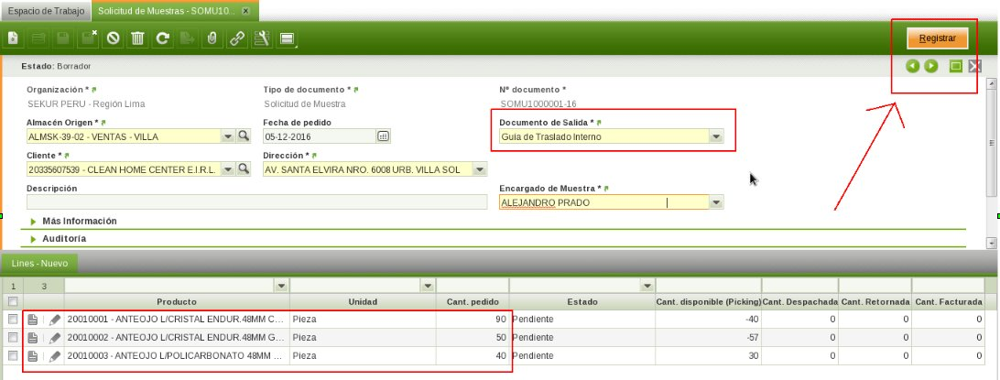 Espacio de Trabajo Solicitud de Muestras - SOMU10...
Registrar
Estado: Borrador
Organización * Tipo de documento * Nº documento *
SEKUR PERU - Región Lima Solicitud de Muestra SOMU1000001-16
Almacén Origen * Fecha de pedido Documento de Salida *
ALMSK-39-02 - VENTAS - VILLA 05-12-2016 Guía de Traslado Interno
Cliente * Dirección *
20335607539 - CLEAN HOME CENTER E.I.R.L. AV. SANTA ELVIRA NRO. 6008 URB. VILLA SOL
Descripción Encargado de Muestra *
ALEJANDRO PRADO
Más Información
Auditoría
Lines - Nuevo
1 3
Producto Unidad Cant. pedido Estado Cant. disponible (Picking) Cant. Despachada Cant. Retornada Cant. Facturada
20010001 - ANTEOJO L/CRISTAL ENDUR.48MM C... Pieza 90 Pendiente -40 0 0 0
20010002 - ANTEOJO L/CRISTAL ENDUR.48MM G... Pieza 50 Pendiente -57 0 0 0
20010003 - ANTEOJO L/POLICARBONATO 48MM ... Pieza 40 Pendiente 30 0 0 0